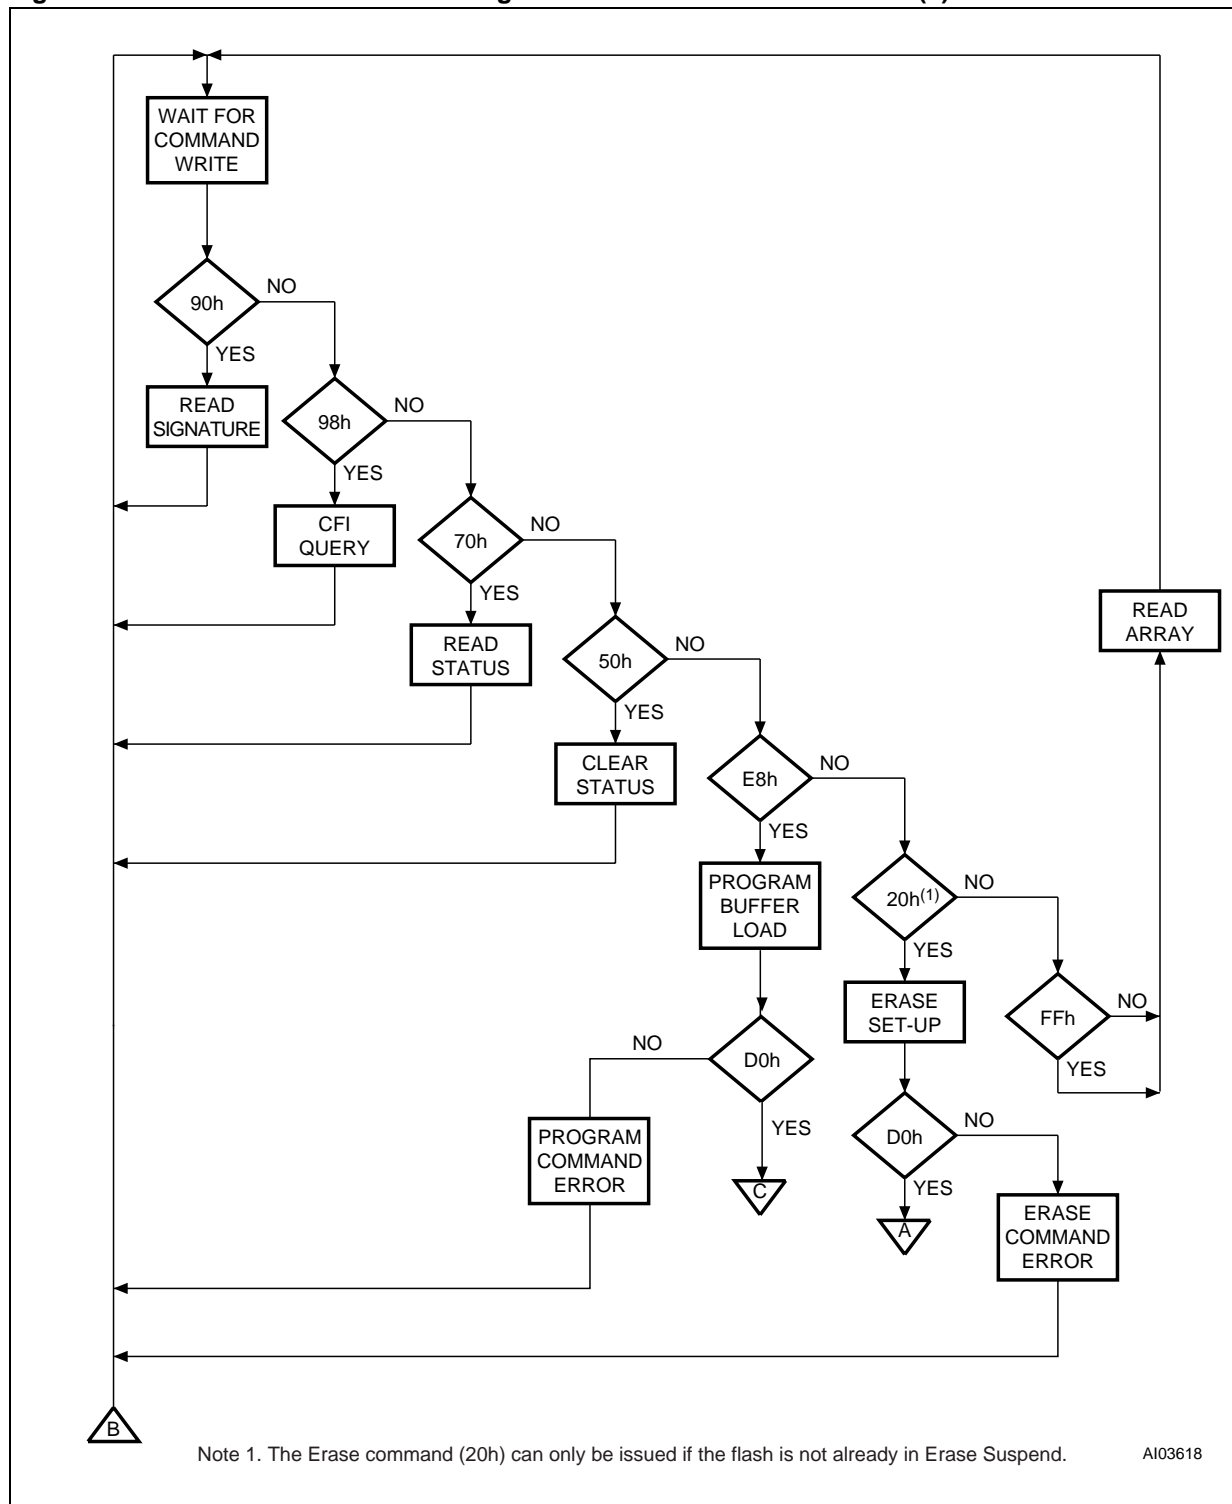 WAIT FOR
COMMAND
WRITE
90h
NO
YES
READ
SIGNATURE
98h
NO
YES
CFI
QUERY
70h
NO
YES
READ
STATUS
50h
NO
YES
CLEAR
STATUS
READ
ARRAY
E8h
NO
YES
PROGRAM
BUFFER
LOAD
20h(1)
NO
YES
ERASE
SET-UP
FFh
NO
YES
D0h
NO
YES
PROGRAM
COMMAND
ERROR
C
D0h
NO
YES
A
ERASE
COMMAND
ERROR
B
Note 1. The Erase command (20h) can only be issued if the flash is not already in Erase Suspend.
AI03618